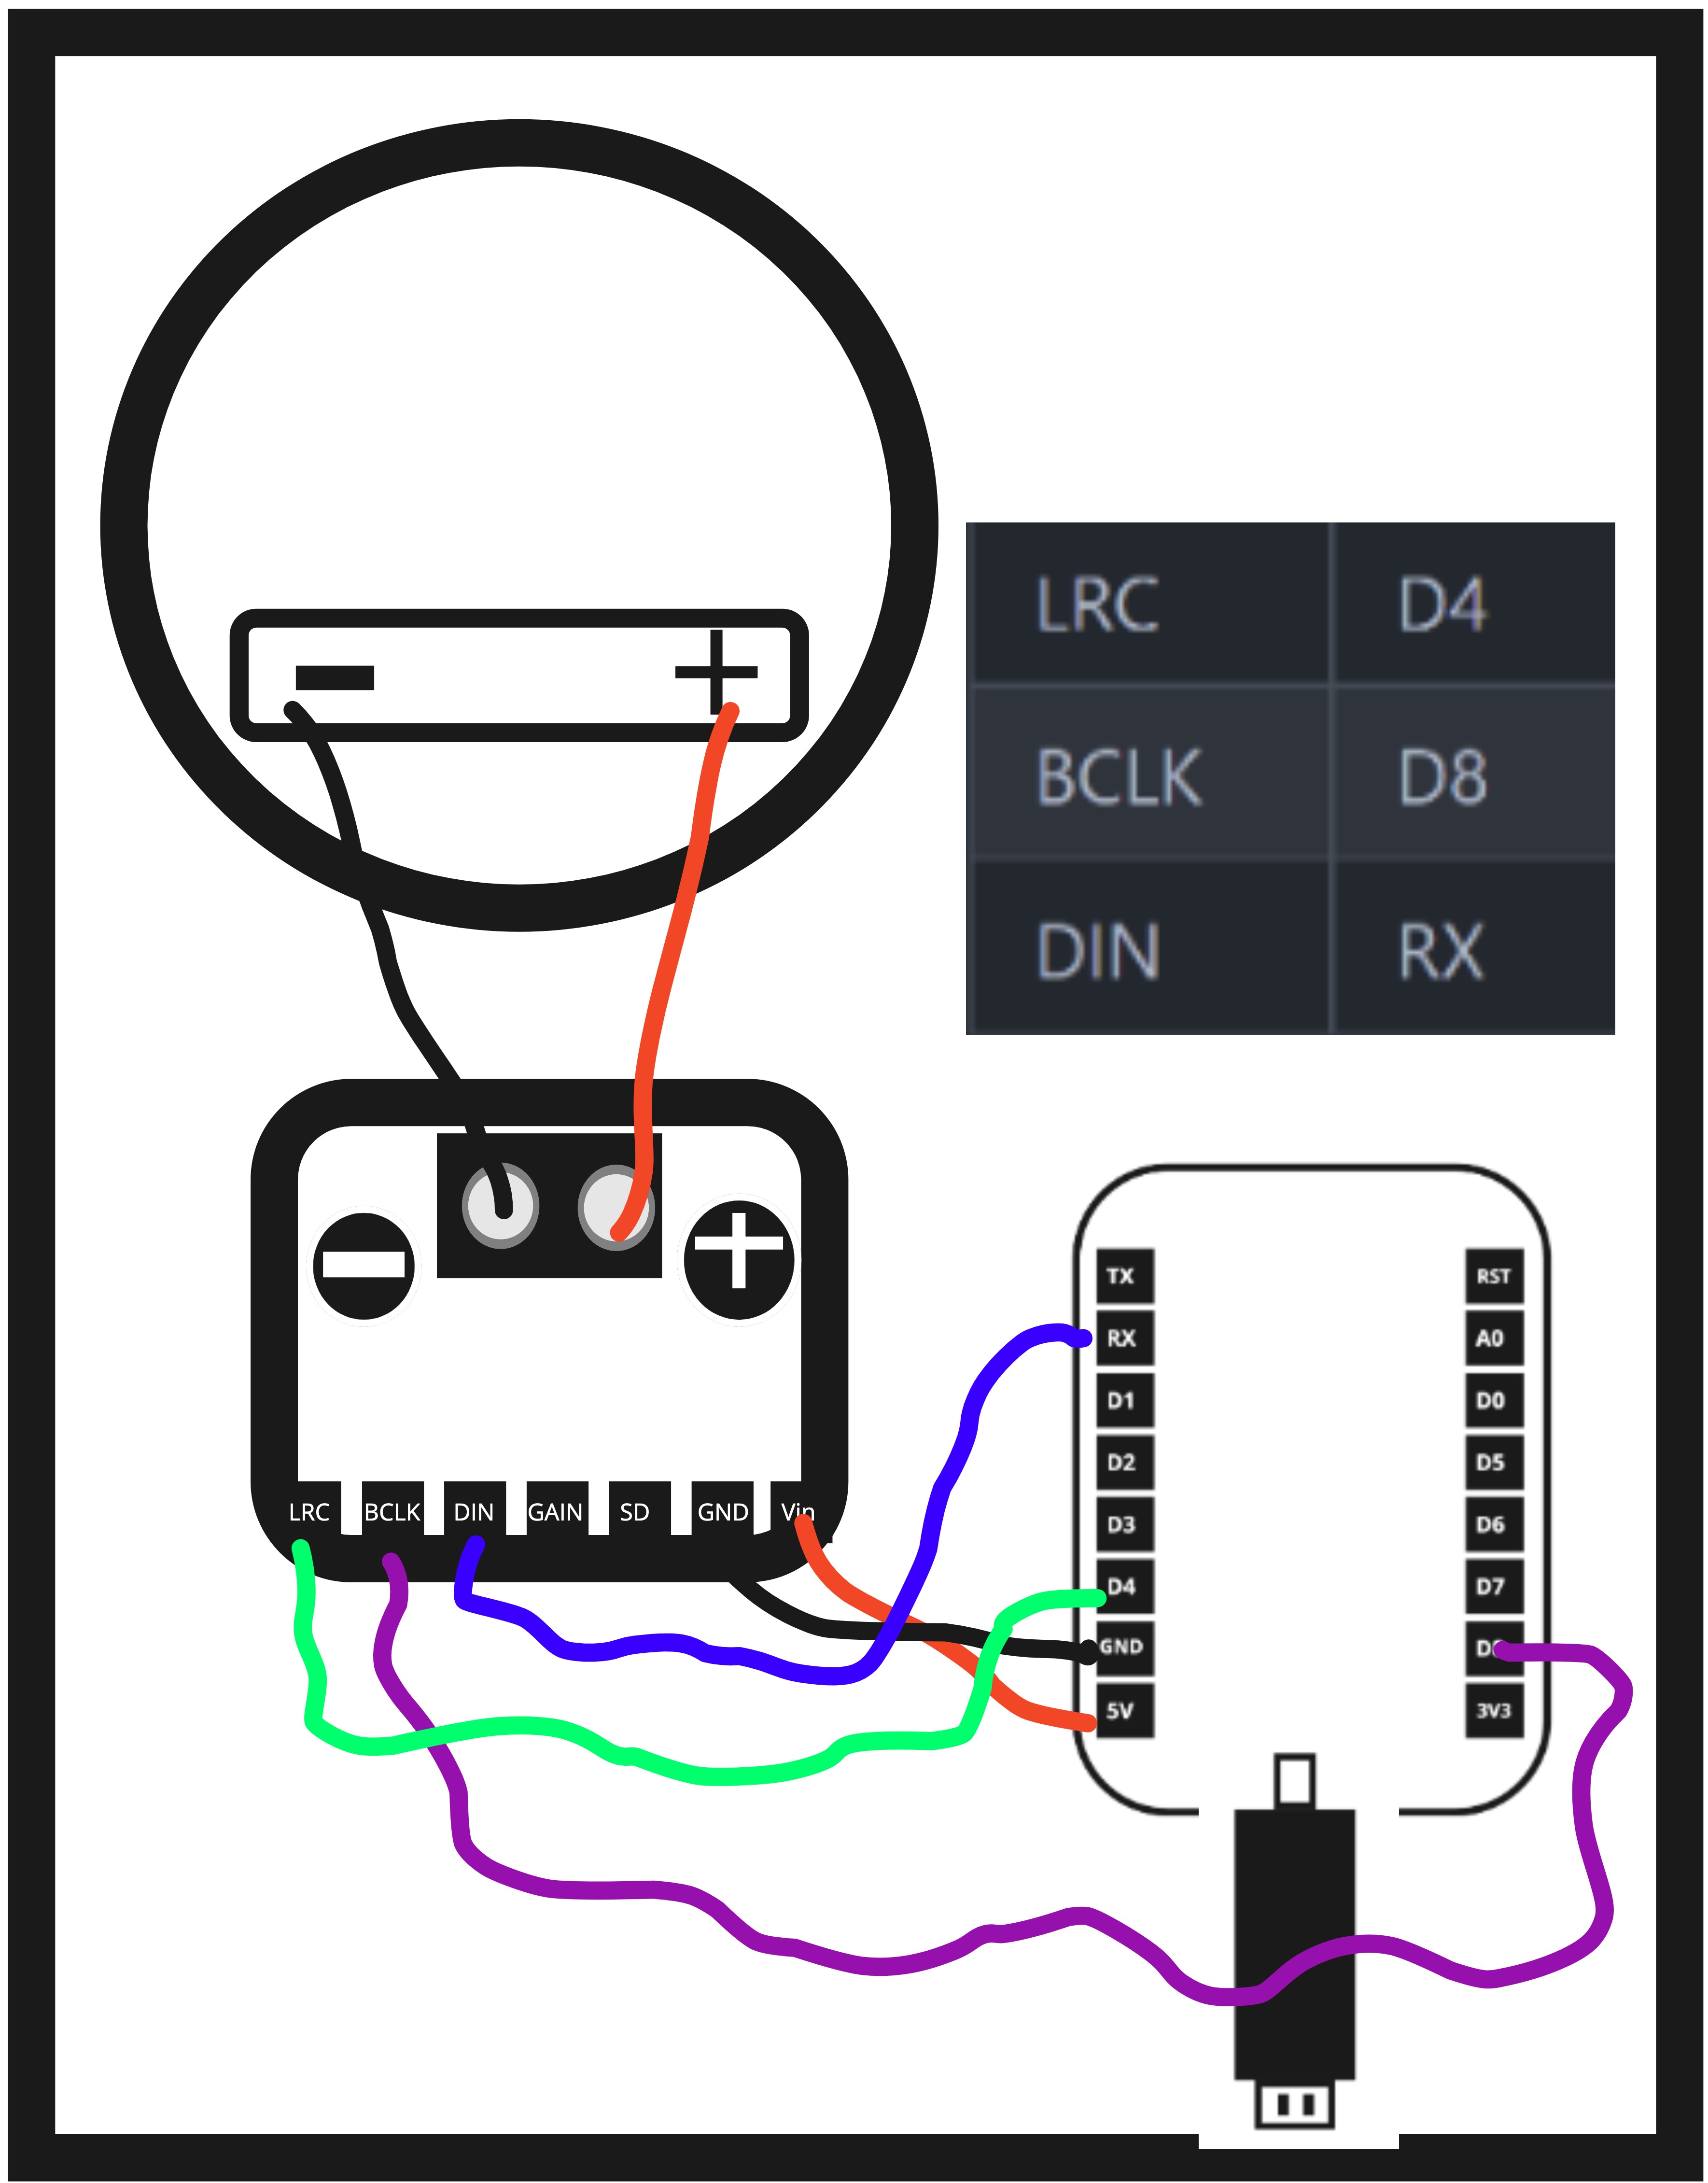 LRC D4
BCLK D8
DIN RX
LRC BCLK DIN GAIN SD GND Vin
TX
RX
D1
D2
D3
D4
GND
5V
RST
A0
D0
D5
D6
D7
3V3